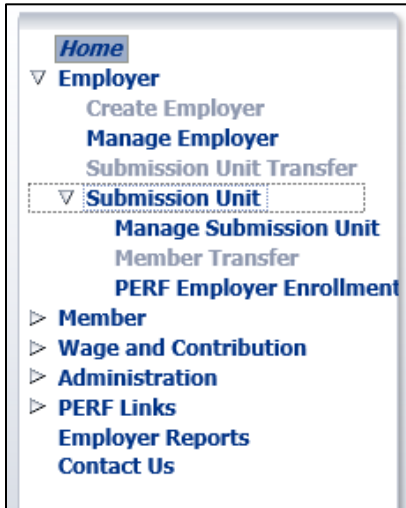 Home
Employer
Create Employer
Manage Employer
Submission Unit Transfer
Submission Unit
Manage Submission Unit
Member Transfer
PERF Employer Enrollment
Member
Wage and Contribution
Administration
PERF Links
Employer Reports
Contact Us